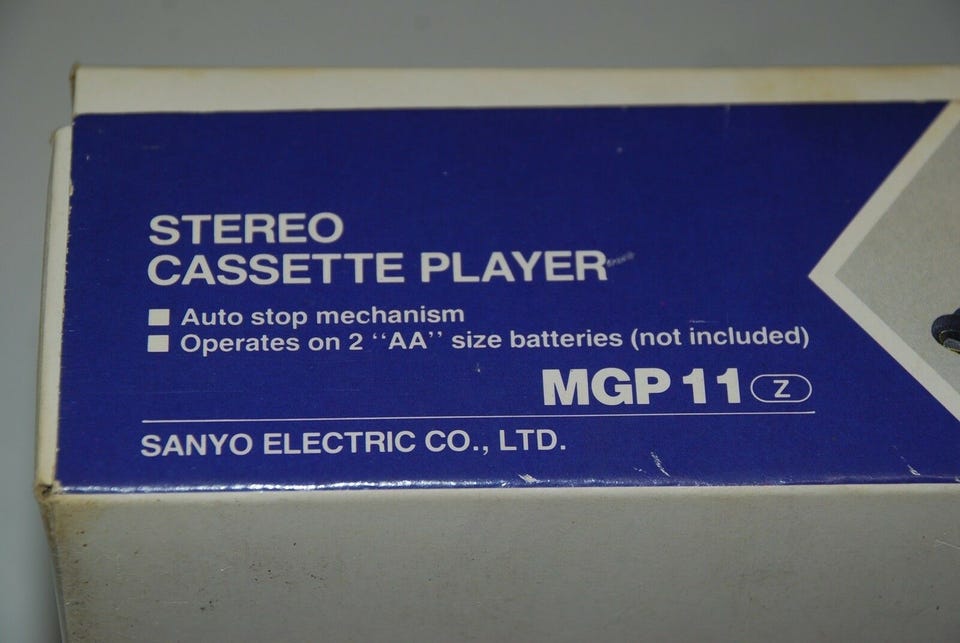 STEREO
CASSETTE PLAYER
■ Auto stop mechanism
■ Operates on 2 “AA” size batteries (not included)
MGP 11 Z
SANYO ELECTRIC CO., LTD.